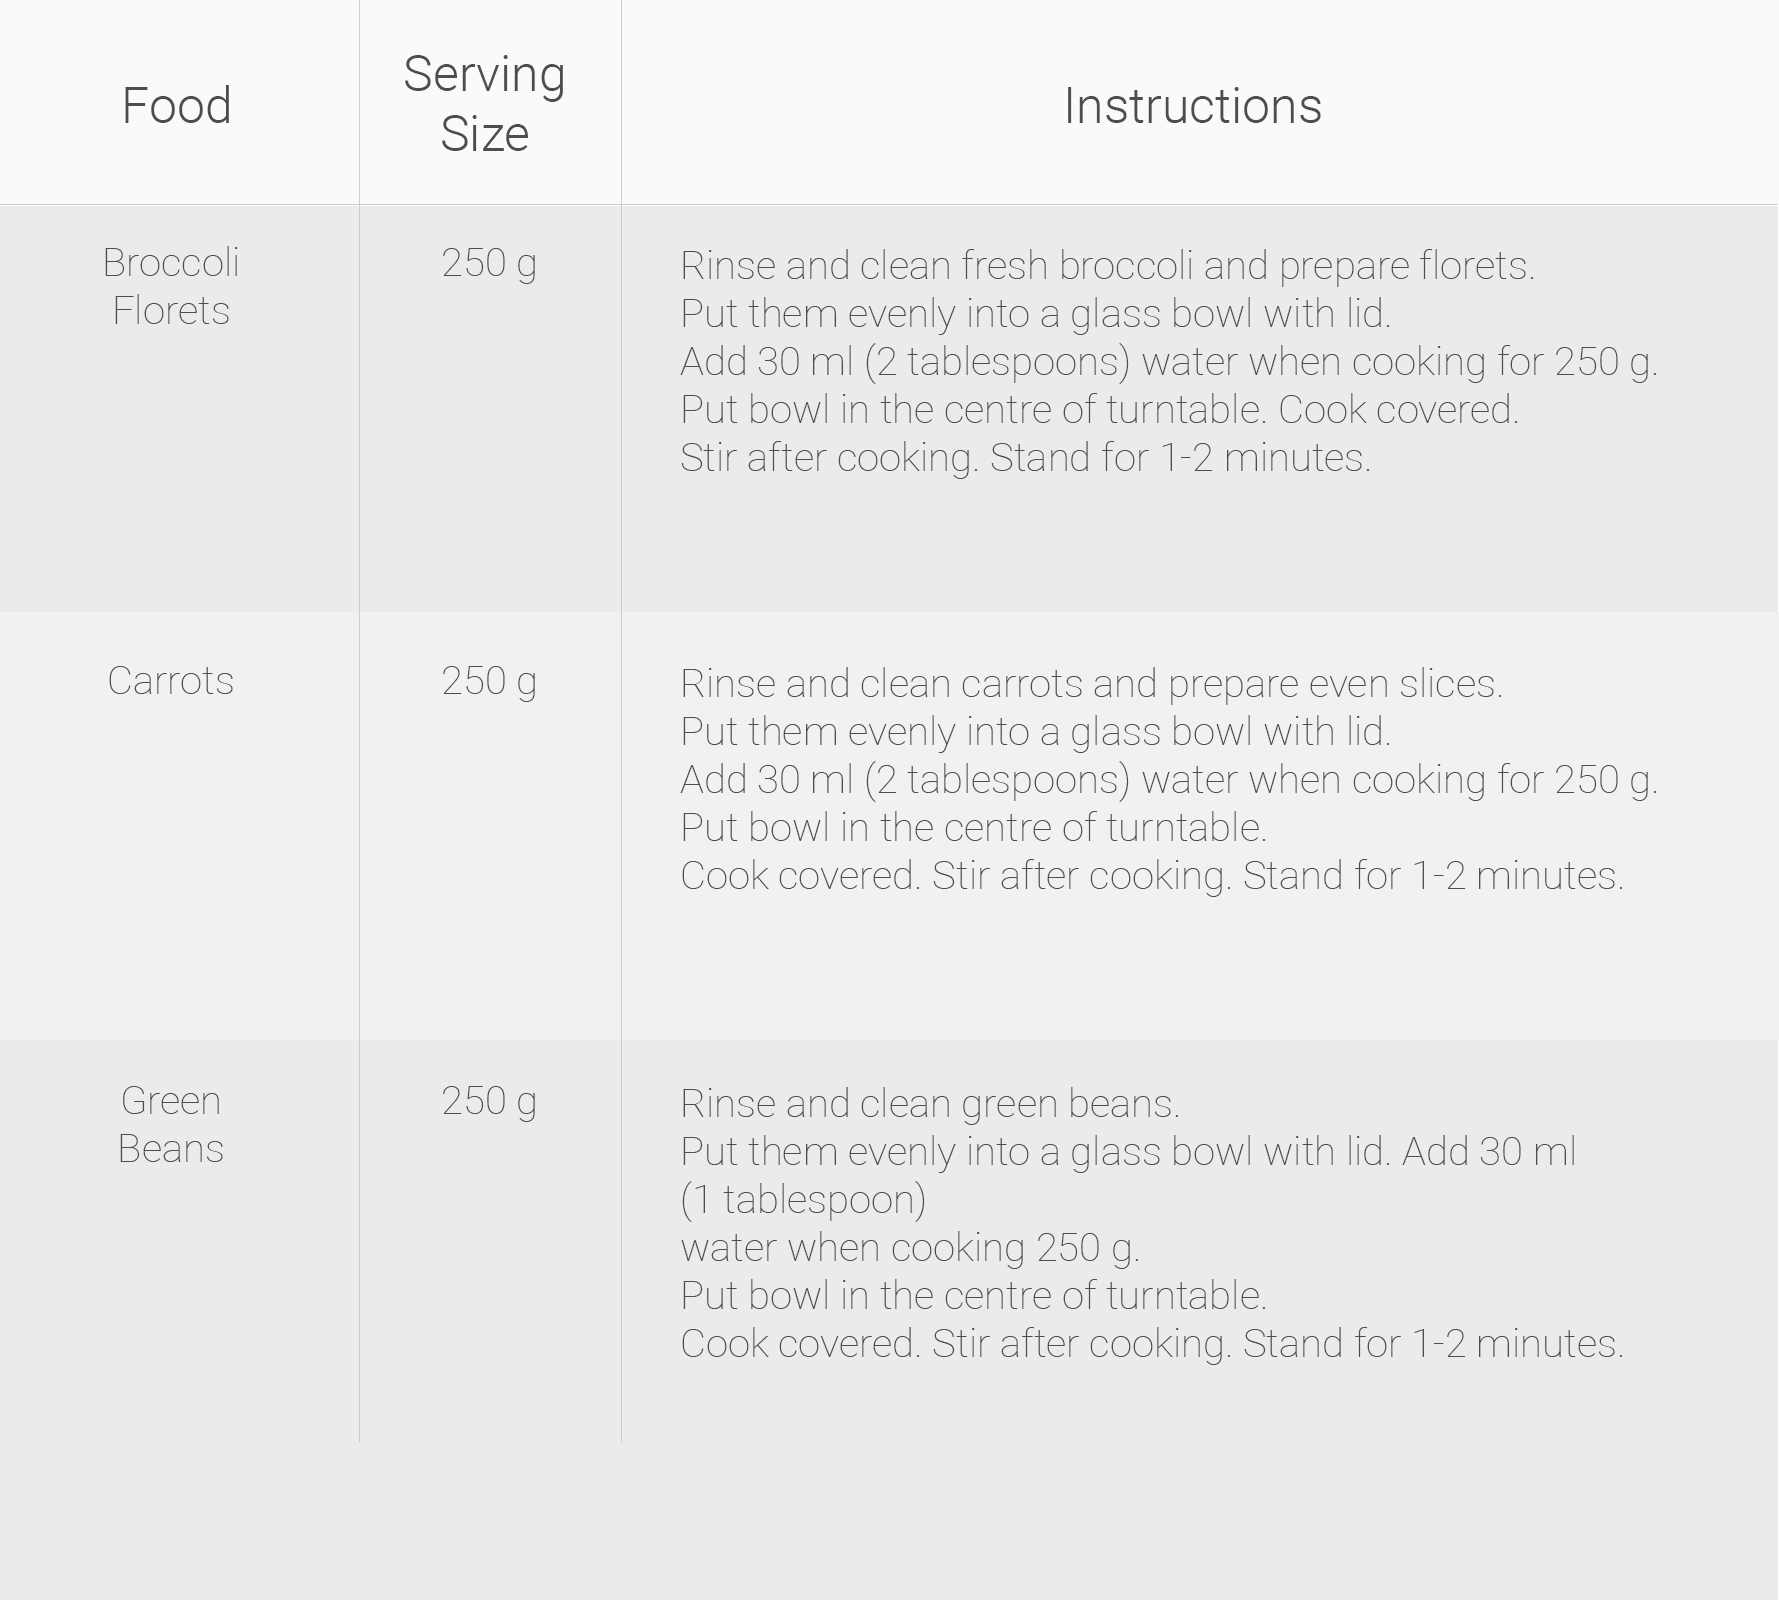 Food
Serving
Size
Instructions
Broccoli
Florets
250 g
Rinse and clean fresh broccoli and prepare florets.
Put them evenly into a glass bowl with lid.
Add 30 ml (2 tablespoons) water when cooking for 250 g.
Put bowl in the centre of turntable. Cook covered.
Stir after cooking. Stand for 1-2 minutes.
Carrots
250 g
Rinse and clean carrots and prepare even slices.
Put them evenly into a glass bowl with lid.
Add 30 ml (2 tablespoons) water when cooking for 250 g.
Put bowl in the centre of turntable.
Cook covered. Stir after cooking. Stand for 1-2 minutes.
Green
Beans
250 g
Rinse and clean green beans.
Put them evenly into a glass bowl with lid. Add 30 ml
(1 tablespoon)
water when cooking 250 g.
Put bowl in the centre of turntable.
Cook covered. Stir after cooking. Stand for 1-2 minutes.